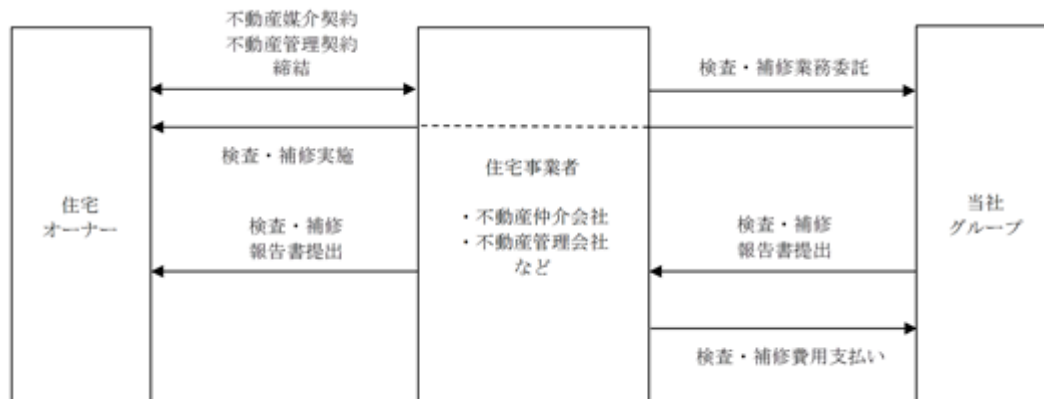 不動産媒介契約
不動産管理契約
締結
検査・補修業務委託
検査・補修実施
住宅事業者
住宅
オーナー
・不動産仲介会社
・不動産管理会社
など
当社
グループ
検査・補修
報告書提出
検査・補修
報告書提出
検査・補修費用支払い